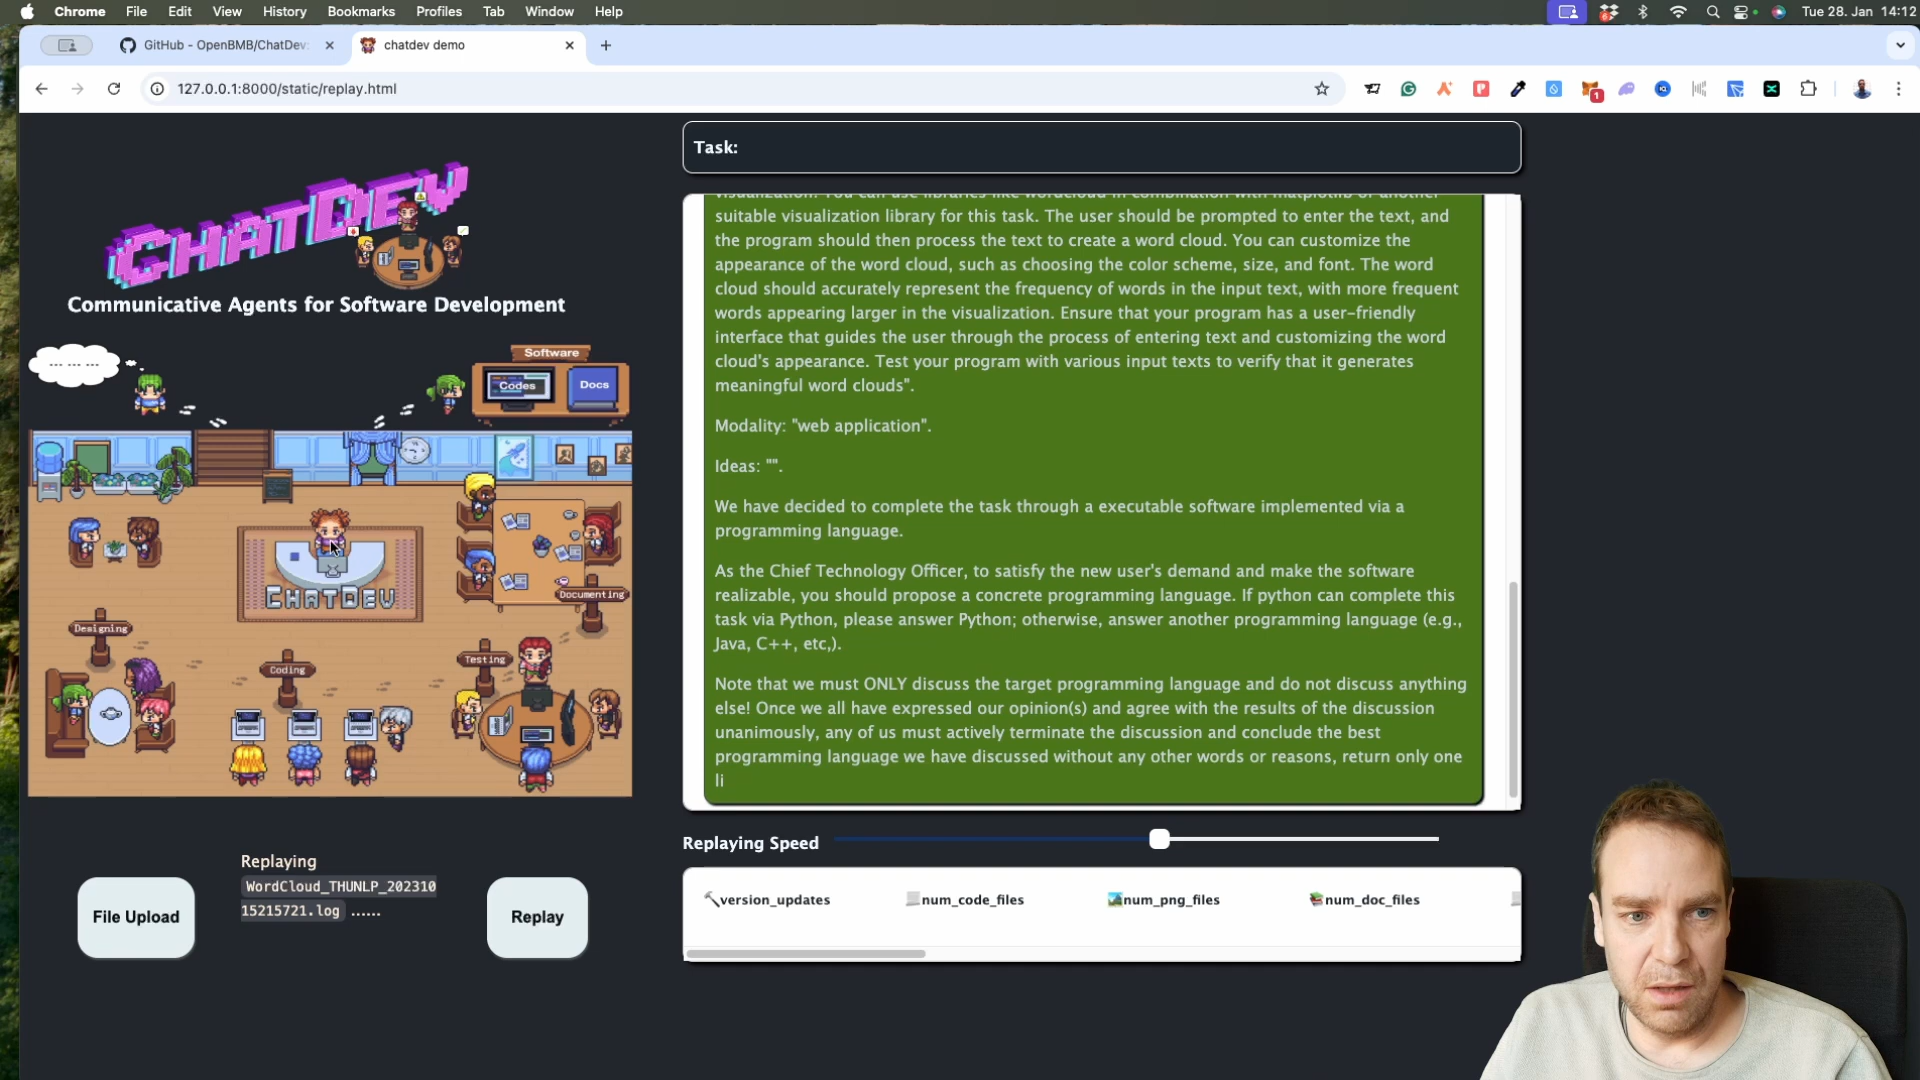 Chrome File Edit View History Bookmarks Profiles Tab Window Help
Tue 28. Jan 14:12
GitHub - OpenBMB/ChatDev:
chatdev demo
127.0.0.1:8000/static/replay.html
1
CHATDEV
Communicative Agents for Software Development
Software
Codes
Docs
CHATDEV
Documenting
Designing
Testing
Coding
Replaying
WordCloud_THUNLP_202310
15215721.log ......
File Upload
Replay
Task:
suitable visualization library for this task. The user should be prompted to enter the text, and
the program should then process the text to create a word cloud. You can customize the
appearance of the word cloud, such as choosing the color scheme, size, and font. The word
cloud should accurately represent the frequency of words in the input text, with more frequent
words appearing larger in the visualization. Ensure that your program has a user-friendly
interface that guides the user through the process of entering text and customizing the word
cloud's appearance. Test your program with various input texts to verify that it generates
meaningful word clouds".
Modality: "web application".
Ideas: "".
We have decided to complete the task through a executable software implemented via a
programming language.
As the Chief Technology Officer, to satisfy the new user's demand and make the software
realizable, you should propose a concrete programming language. If python can complete this
task via Python, please answer Python; otherwise, answer another programming language (e.g.,
Java, C++, etc,).
Note that we must ONLY discuss the target programming language and do not discuss anything
else! Once we all have expressed our opinion(s) and agree with the results of the discussion
unanimously, any of us must actively terminate the discussion and conclude the best
programming language we have discussed without any other words or reasons, return only one
li
Replaying Speed
version_updates
num_code_files
num_png_files
num_doc_files